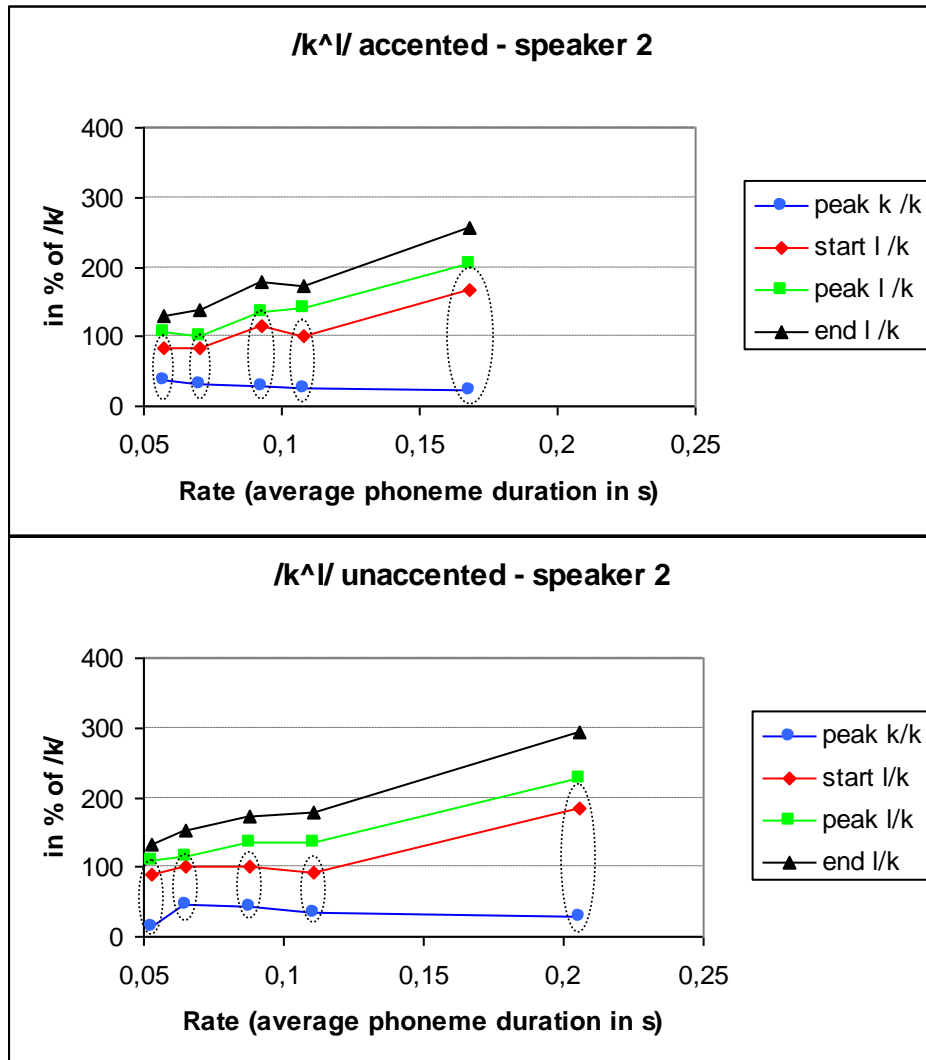 /k^l/ accented - speaker 2
in % of /k/
400
300
200
100
0
0,05 0,1 0,15 0,2 0,25
Rate (average phoneme duration in s)
peak k /k
start l /k
peak l /k
end l /k
/k^l/ unaccented - speaker 2
in % of /k/
400
300
200
100
0
0,05 0,1 0,15 0,2 0,25
Rate (average phoneme duration in s)
peak k/k
start l/k
peak l/k
end l/k